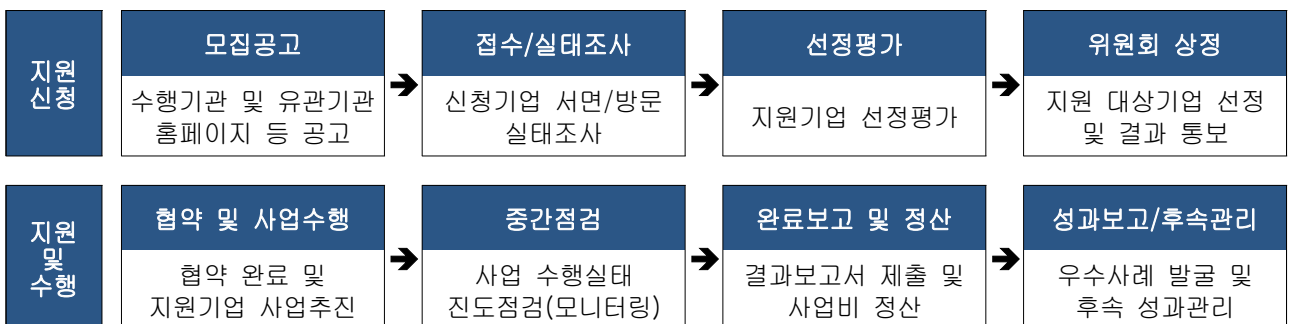 지원
신청
모집공고
수행기관 및 유관기관
홈페이지 등 공고
➔
접수/실태조사
신청기업 서면/방문
실태조사
➔
선정평가
지원기업 선정평가
➔
위원회 상정
지원 대상기업 선정
및 결과 통보
지원
및
수행
협약 및 사업수행
협약 완료 및
지원기업 사업추진
➔
중간점검
사업 수행실태
진도점검(모니터링)
➔
완료보고 및 정산
결과보고서 제출 및
사업비 정산
➔
성과보고/후속관리
우수사례 발굴 및
후속 성과관리